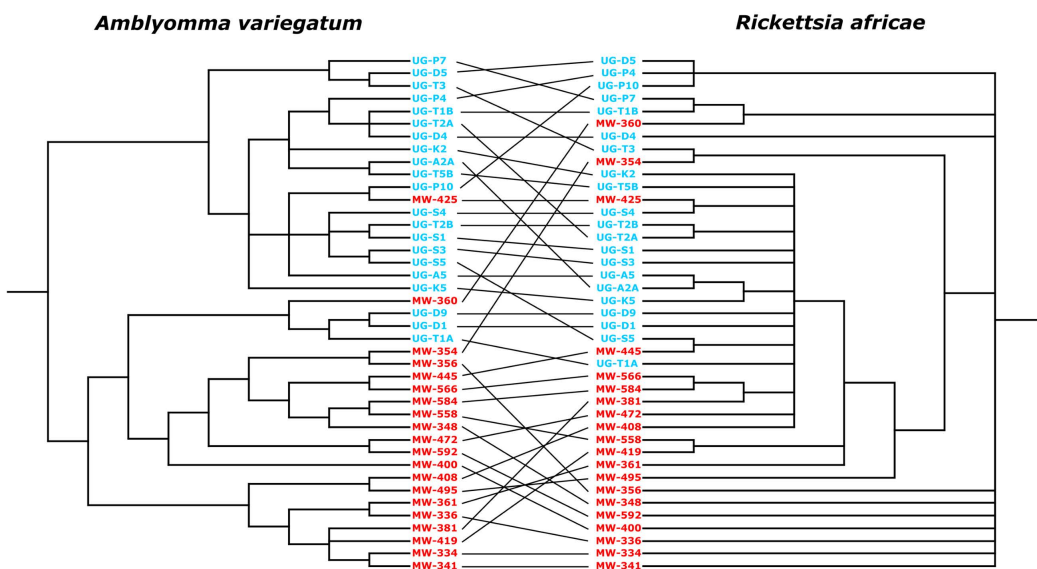 Amblyomma variegatum
Rickettsia africae
UG-P7
UG-D5
UG-T3
UG-P4
UG-T1B
UG-T2A
UG-D4
UG-K2
UG-A2A
UG-T5B
UG-P10
MW-425
UG-S4
UG-T2B
UG-S1
UG-S3
UG-S5
UG-A5
UG-K5
MW-360
UG-D9
UG-D1
UG-T1A
MW-354
MW-356
MW-445
MW-566
MW-584
MW-558
MW-348
MW-472
MW-592
MW-400
MW-408
MW-495
MW-361
MW-336
MW-381
MW-419
MW-334
MW-341
UG-D5
UG-P4
UG-P10
UG-P7
UG-T1B
MW-360
UG-D4
UG-T3
MW-354
UG-K2
UG-T5B
MW-425
UG-S4
UG-T2B
UG-T2A
UG-S1
UG-S3
UG-A5
UG-A2A
UG-K5
UG-D9
UG-D1
UG-S5
MW-445
UG-T1A
MW-566
MW-584
MW-381
MW-472
MW-408
MW-558
MW-419
MW-361
MW-495
MW-356
MW-348
MW-592
MW-400
MW-336
MW-334
MW-341